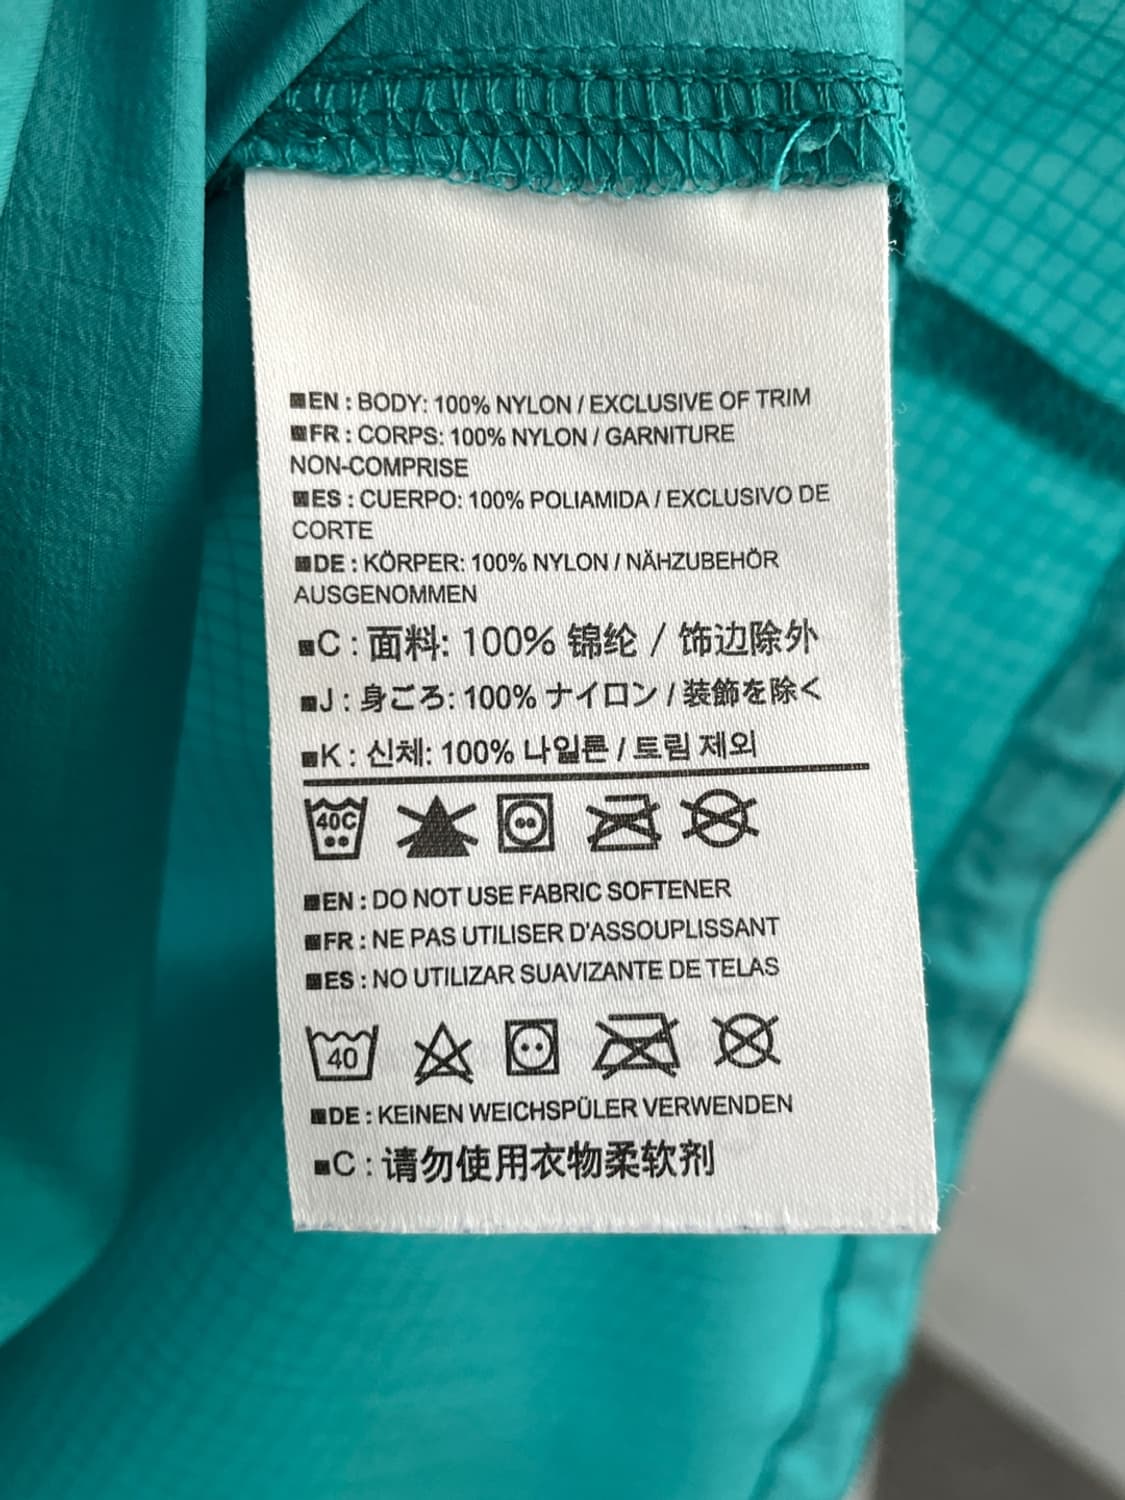 EN : BODY: 100% NYLON / EXCLUSIVE OF TRIM
FR : CORPS: 100% NYLON / GARNITURE
NON-COMPRISE
ES : CUERPO: 100% POLIAMIDA / EXCLUSIVO DE
CORTE
DE : KÖRPER: 100% NYLON / NÄHZUBEHÖR
AUSGENOMMEN
C : 面料: 100% 锦纶 / 饰边除外
J : 身ごろ: 100% ナイロン / 装飾を除く
K : 신체: 100% 나일론 / 트림 제외
40C
EN : DO NOT USE FABRIC SOFTENER
FR : NE PAS UTILISER D'ASSOUPLISSANT
ES : NO UTILIZAR SUAVIZANTE DE TELAS
40
DE : KEINEN WEICHSPÜLER VERWENDEN
C : 请勿使用衣物柔软剂